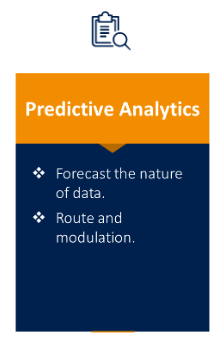 Predictive Analytics
❖ Forecast the nature
of data.
❖ Route and
modulation.